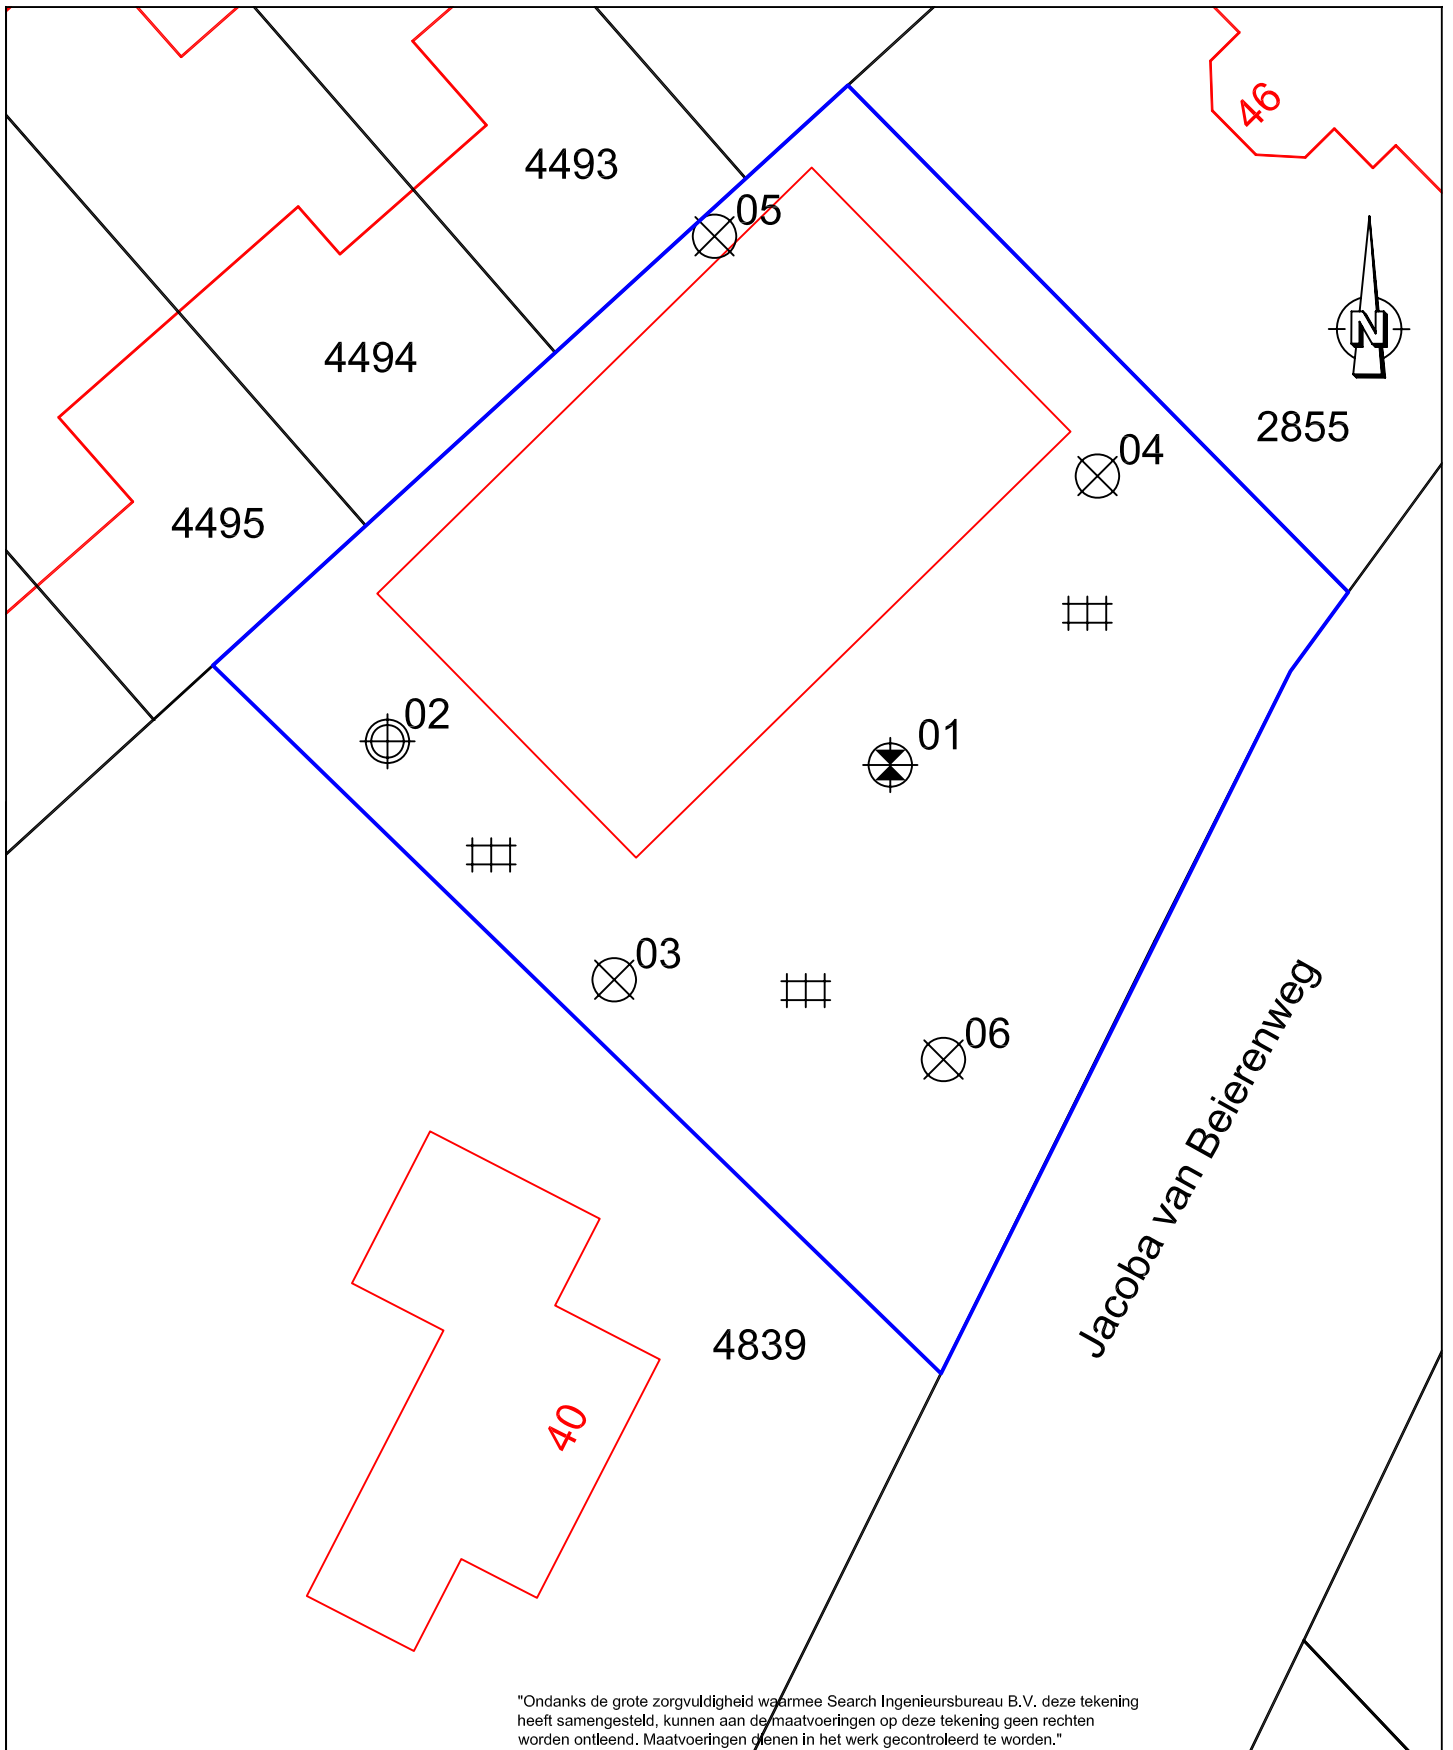 46
4493
05
N
4494
2855
04
4495
02
01
03
06
Jacoba van Beierenweg
4839
40
"Ondanks de grote zorgvuldigheid waarmee Search Ingenieursbureau B.V. deze tekening
heeft samengesteld, kunnen aan de maatvoeringen op deze tekening geen rechten
worden ontleend. Maatvoeringen dienen in het werk gecontroleerd te worden."